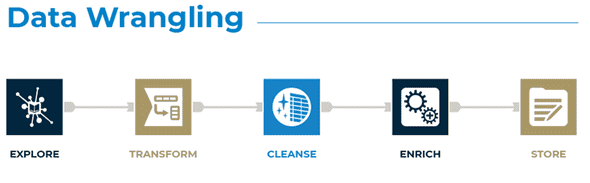 Data Wrangling
EXPLORE TRANSFORM CLEANSE ENRICH STORE